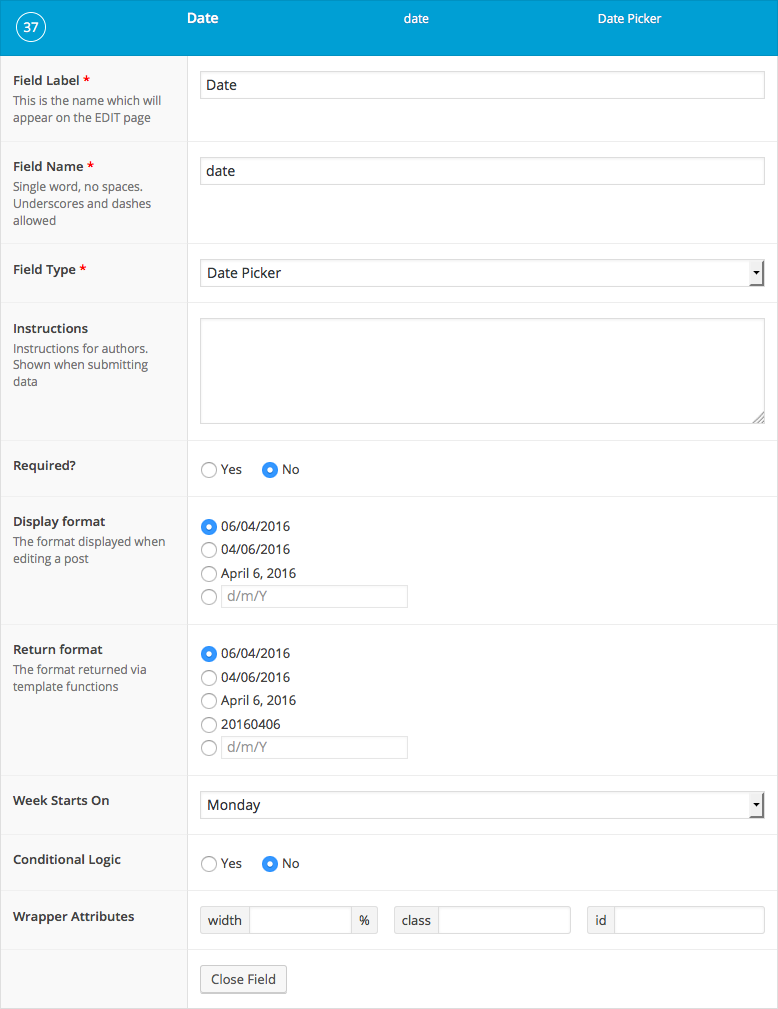 37 Date date Date Picker
Field Label *
This is the name which will
appear on the EDIT page
Date
Field Name *
Single word, no spaces.
Underscores and dashes
allowed
date
Field Type *
Date Picker
Instructions
Instructions for authors.
Shown when submitting
data
Required?
Yes No
Display format
The format displayed when
editing a post
06/04/2016
04/06/2016
April 6, 2016
d/m/Y
Return format
The format returned via
template functions
06/04/2016
04/06/2016
April 6, 2016
20160406
d/m/Y
Week Starts On
Monday
Conditional Logic
Yes No
Wrapper Attributes
width % class id
Close Field